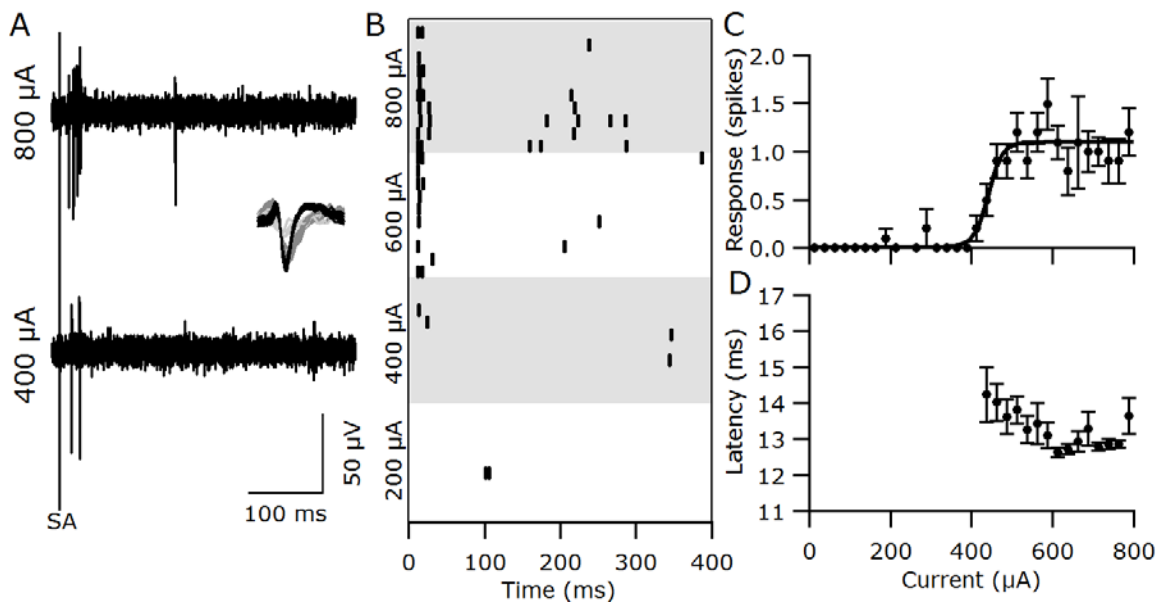 A
800 µA
400 µA
SA
100 ms
50 µV
B
800 µA
600 µA
400 µA
200 µA
0
100
200
300
400
Time (ms)
C
Response (spikes)
2.0
1.5
1.0
0.5
0.0
D
Latency (ms)
17
16
15
14
13
12
11
0
200
400
600
800
Current (µA)